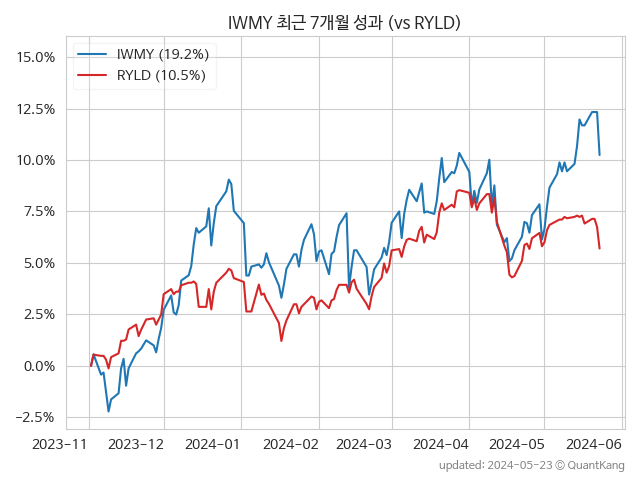 IWMY 최근 7개월 성과 (vs RYLD)
IWMY (19.2%)
RYLD (10.5%)
15.0%
12.5%
10.0%
7.5%
5.0%
2.5%
0.0%
−2.5%
2023-11 2023-12 2024-01 2024-02 2024-03 2024-04 2024-05 2024-06
updated: 2024-05-23 ⓒ QuantKang